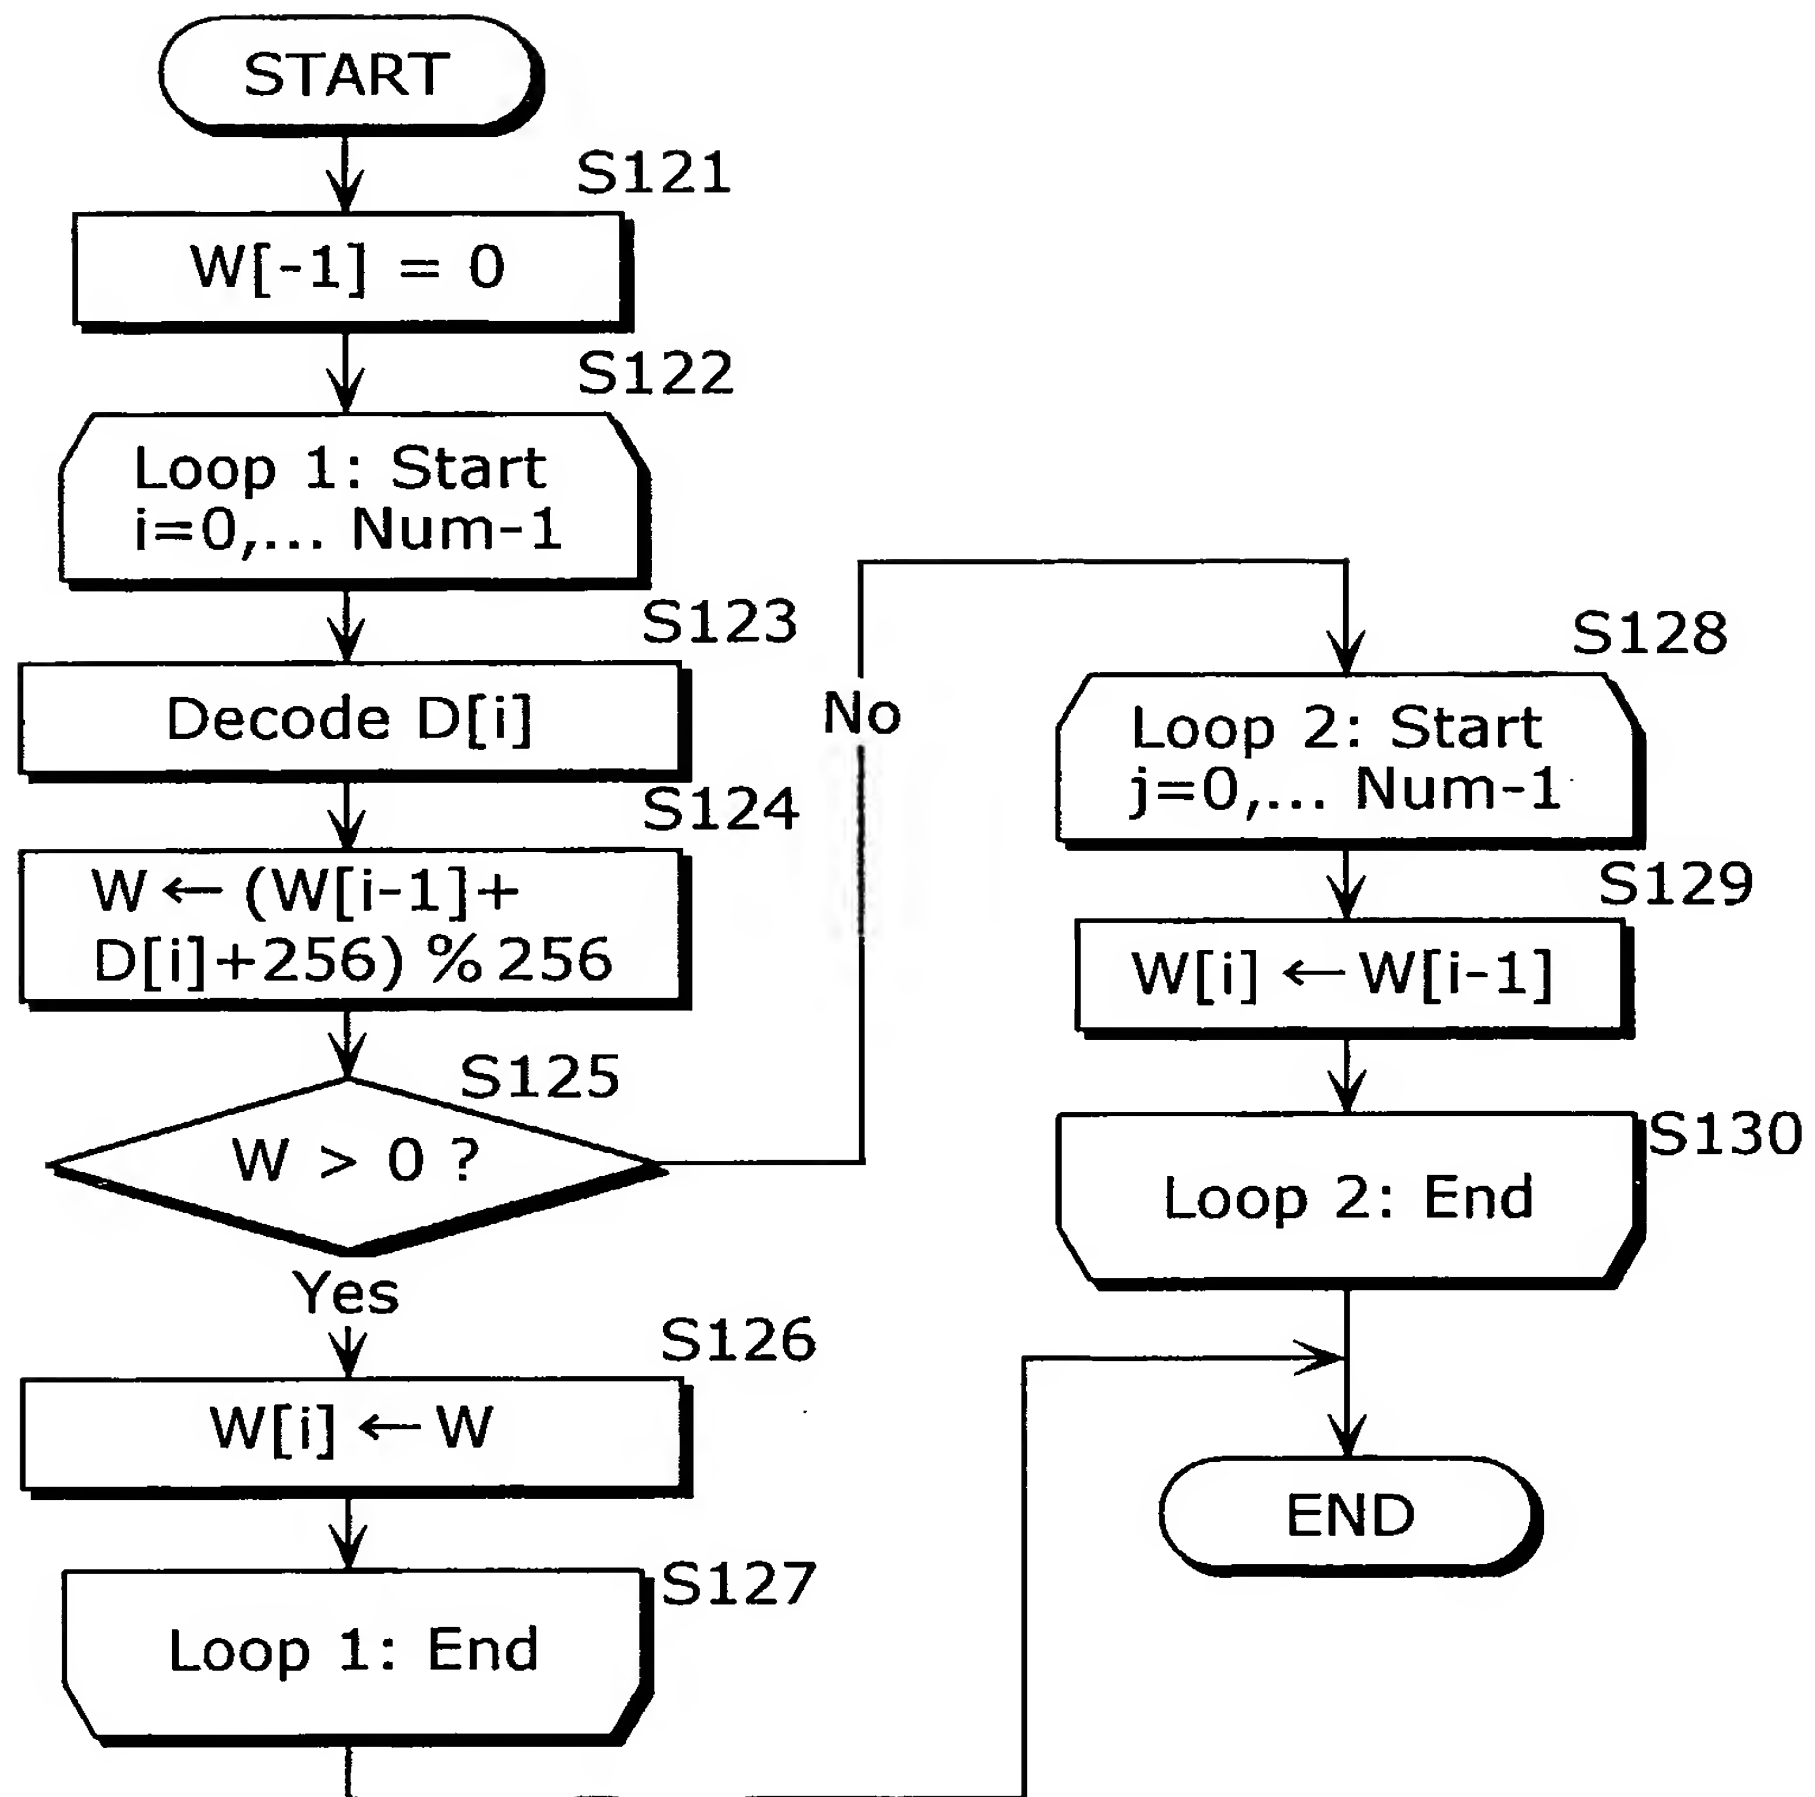 START
S121
W[-1] = 0
S122
Loop 1: Start
i=0,... Num-1
S123
Decode D[i]
S124
W ← (W[i-1]+
D[i]+256) % 256
S125
W > 0 ?
Yes
S126
W[i] ← W
S127
Loop 1: End
No
S128
Loop 2: Start
j=0,... Num-1
S129
W[i] ← W[i-1]
S130
Loop 2: End
END